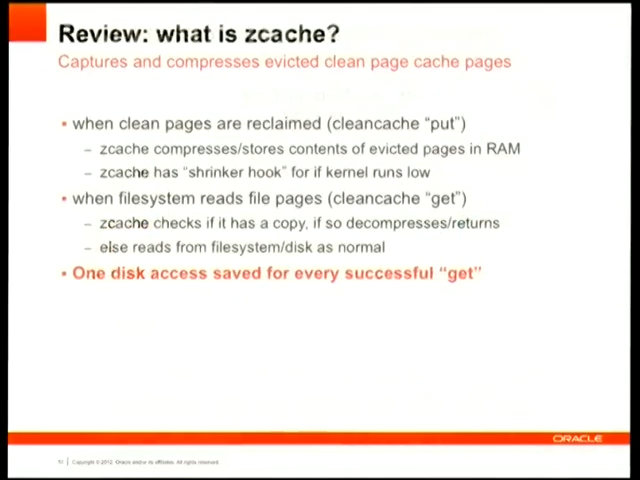 Review: what is zcache?
Captures and compresses evicted clean page cache pages
• when clean pages are reclaimed (cleancache “put”)
– zcache compresses/stores contents of evicted pages in RAM
– zcache has “shrinker hook” for if kernel runs low
• when filesystem reads file pages (cleancache “get”)
– zcache checks if it has a copy, if so decompresses/returns
– else reads from filesystem/disk as normal
• One disk access saved for every successful “get”
ORACLE
Copyright © 2012, Oracle and/or its affiliates. All rights reserved.